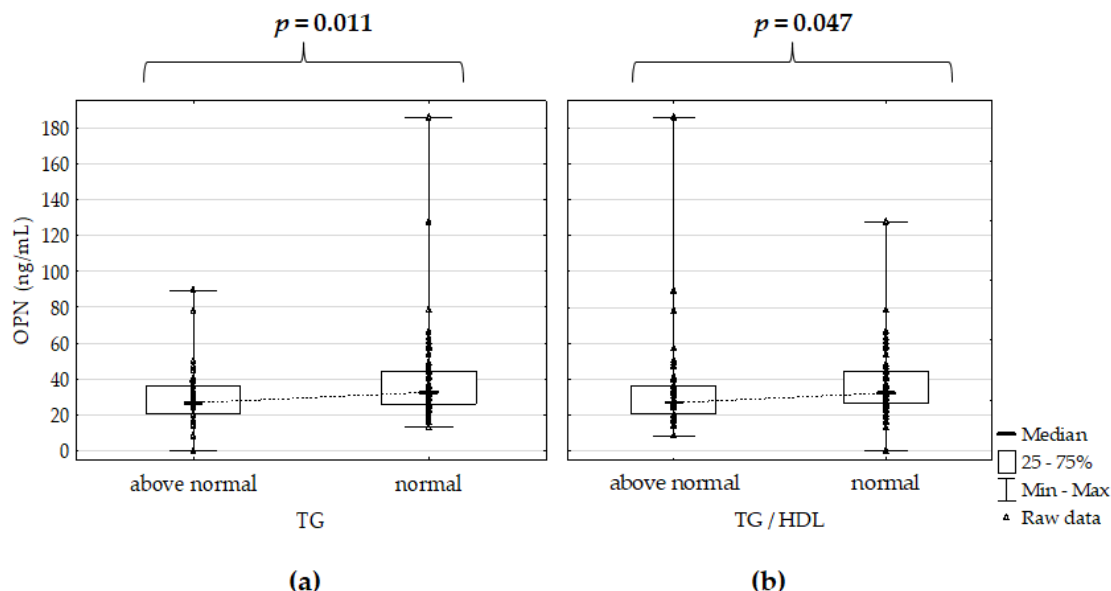 p = 0.011
p = 0.047
OPN (ng/mL)
180
160
140
120
100
80
60
40
20
0
above normal
normal
TG
above normal
normal
TG / HDL
Median
25 - 75%
Min - Max
Raw data
(a)
(b)